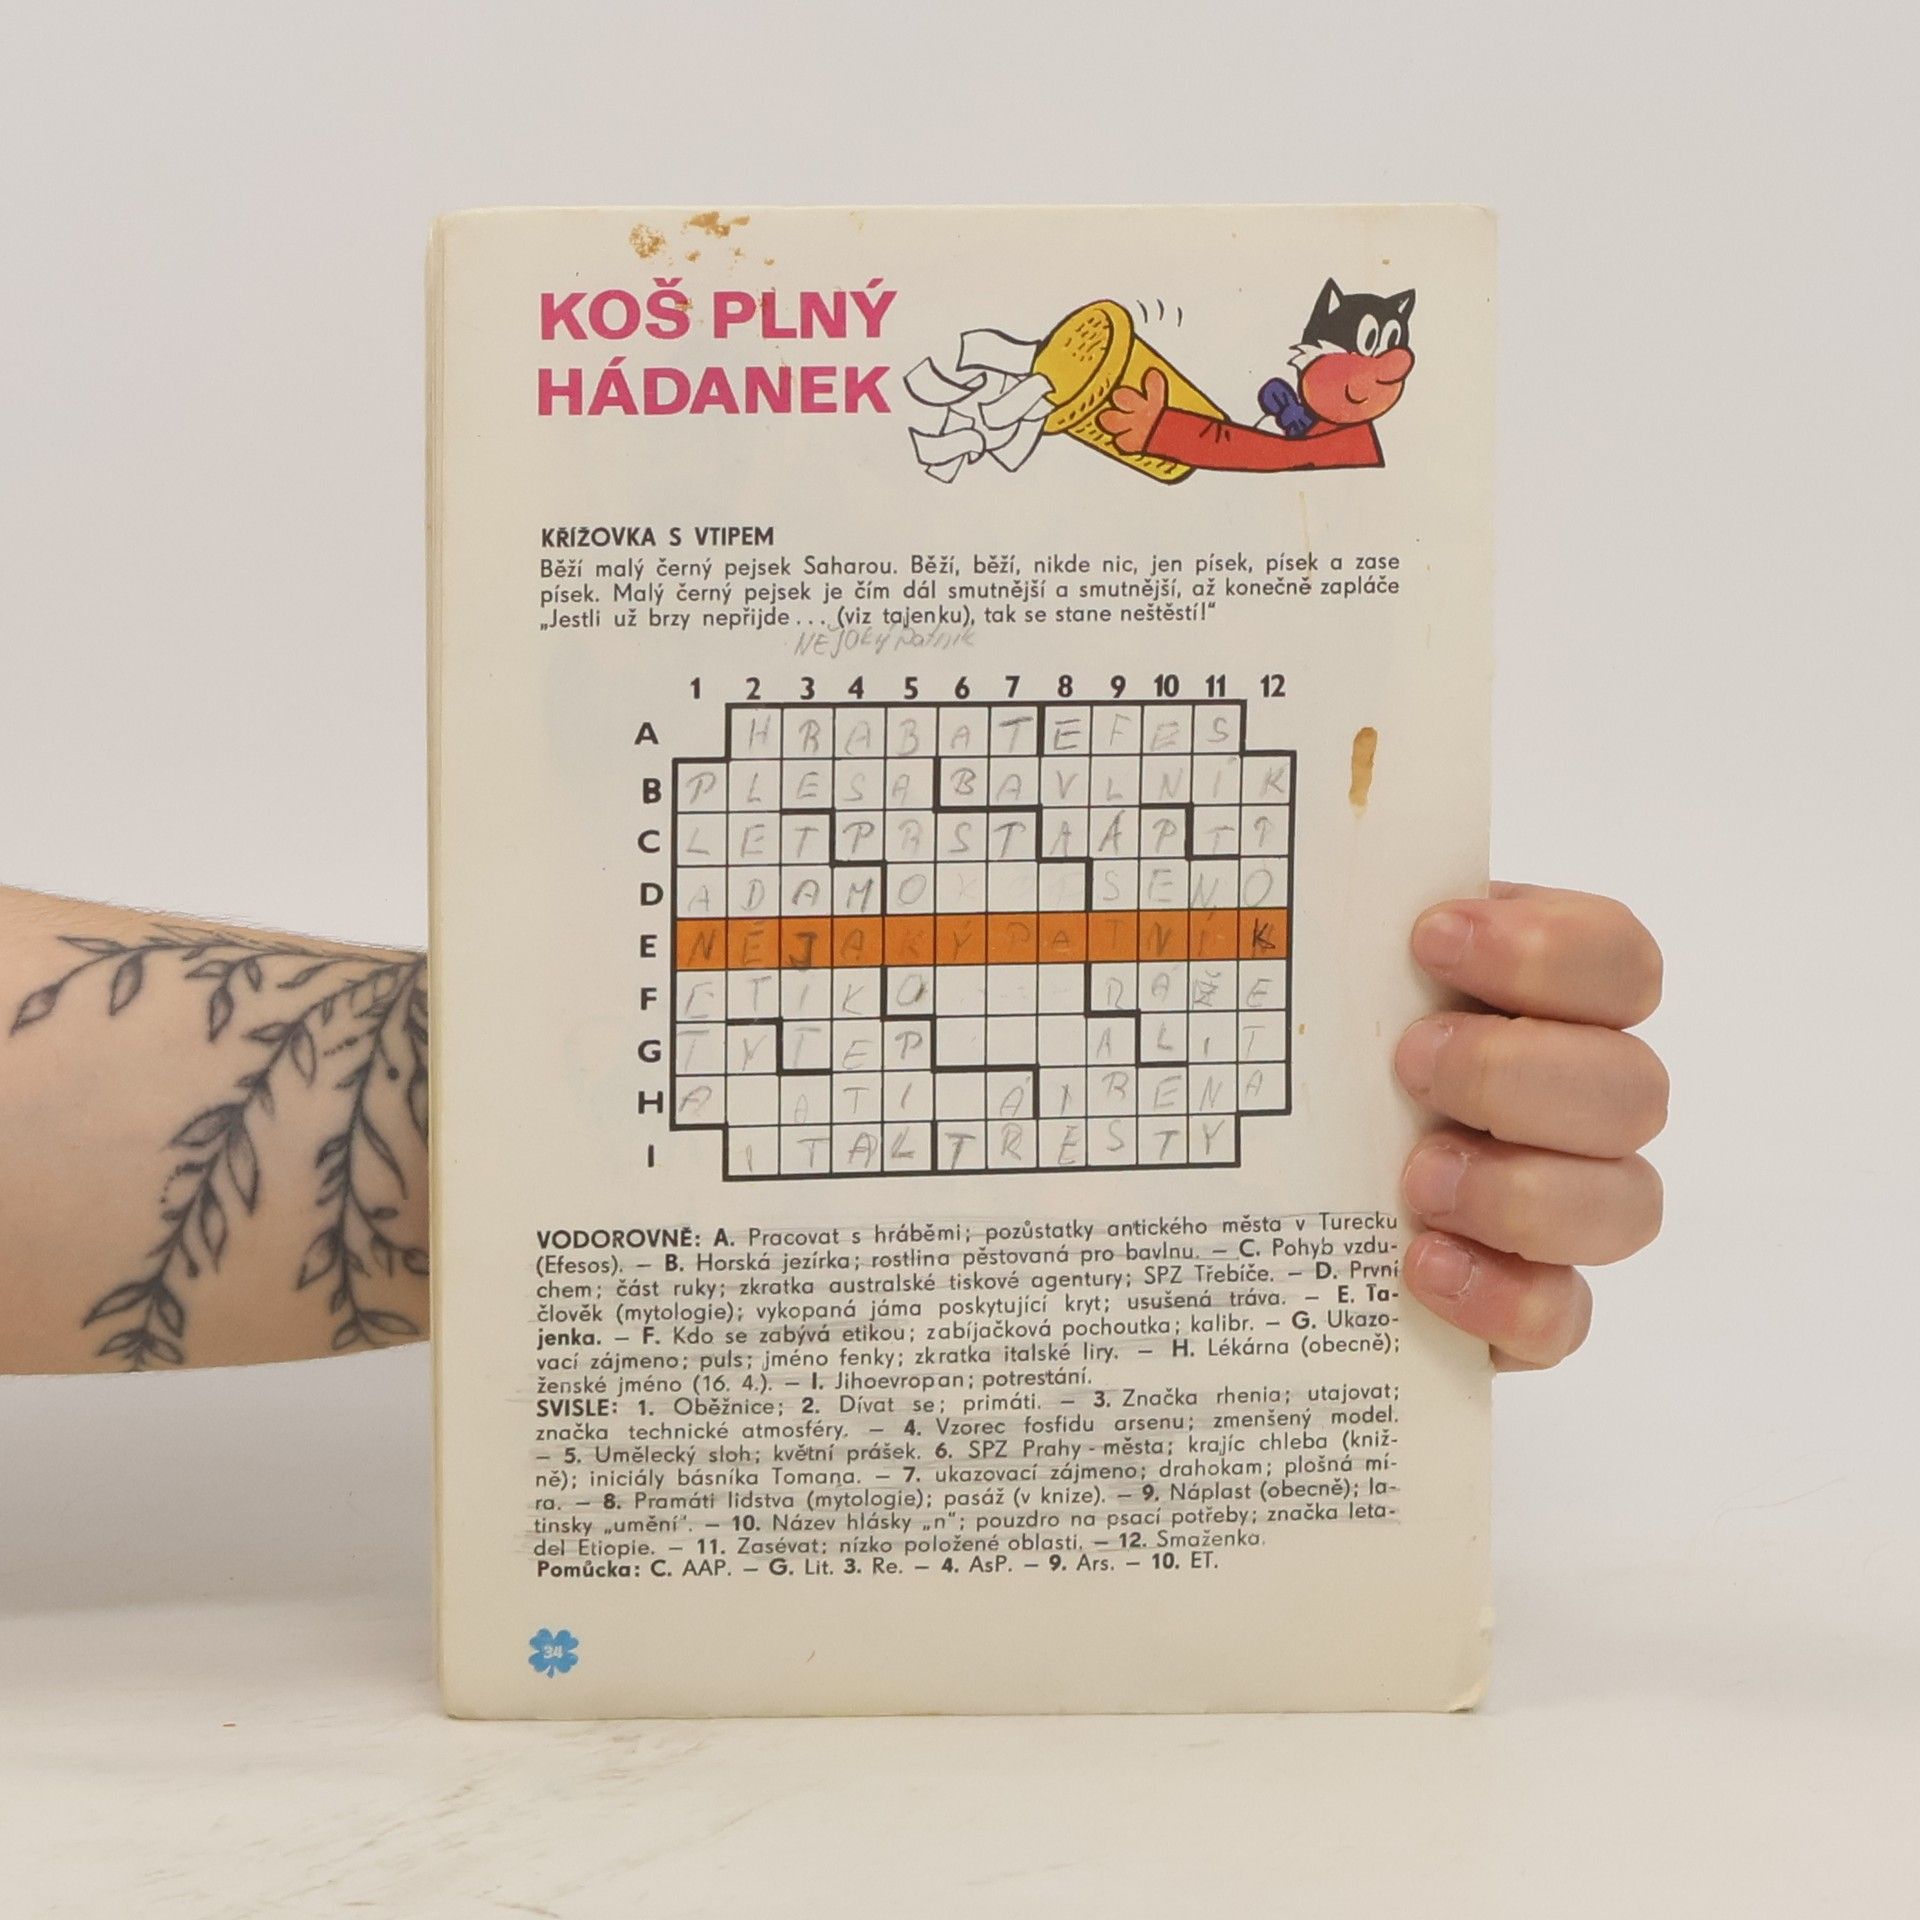 KOŠ PLNÝ
HÁDANEK
KŘÍŽOVKA S VTIPEM
Běží malý černý pejsek Saharou. Běží, běží, nikde nic, jen písek, písek a zase
písek. Malý černý pejsek je čím dál smutnější a smutnější, až konečně zapláče
„Jestli už brzy nepřijde... (viz tajenku), tak se stane neštěstí!“
NĚJAKÝ Patník
1 2 3 4 5 6 7 8 9 10 11 12
A H R A B A T E F E S
B P L E S A B A V L N Í K
C L E T P R S T A A P T R
D A D A M O S E N O
E N Ě J A K Ý P A T N Í K
F E T I K O R Á Ž E
G T Y T E P A L I T
H A A T I Á I R E N A
I I T A L T R E S T Y
VODOROVNĚ: A. Pracovat s hráběmi; pozůstatky antického města v Turecku
(Efesos). – B. Horská jezírka; rostlina pěstovaná pro bavlnu. – C. Pohyb vzdu-
chem; část ruky; zkratka australské tiskové agentury; SPZ Třebíče. – D. První
člověk (mytologie); vykopaná jáma poskytující kryt; usušená tráva. – E. Ta-
jenka. – F. Kdo se zabývá etikou; zabíjačková pochoutka; kalibr. – G. Ukazo-
vací zájmeno; puls; jméno fenky; zkratka italské liry. – H. Lékárna (obecně);
ženské jméno (16. 4.). – I. Jihoevropan; potrestání.
SVISLE: 1. Oběžnice; 2. Dívat se; primáti. – 3. Značka rhenia; utajovat;
značka technické atmosféry. – 4. Vzorec fosfidu arsenu; zmenšený model.
– 5. Umělecký sloh; květní prášek. 6. SPZ Prahy - města; krajíc chleba (kniž-
ně); iniciály básníka Tomana. – 7. ukazovací zájmeno; drahokam; plošná mí-
ra. – 8. Pramáti lidstva (mytologie); pasáž (v knize). – 9. Náplast (obecně); la-
tinsky „umění“. – 10. Název hlásky „n“; pouzdro na psací potřeby; značka leta-
del Etiopie. – 11. Zasévat; nízko položené oblasti. – 12. Smaženka.
Pomůcka: C. AAP. – G. Lit. 3. Re. – 4. AsP. – 9. Ars. – 10. ET.
34